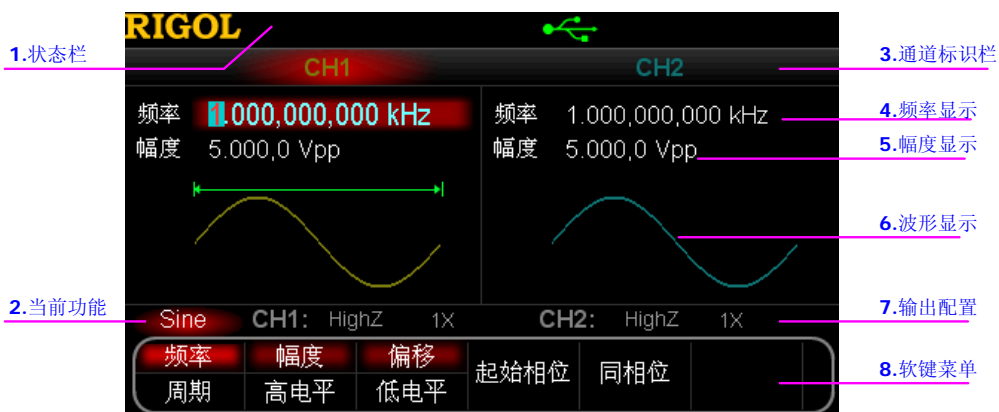 RIGOL
1.状态栏
CH1
CH2
3.通道标识栏
频率 1.000,000,000 kHz
频率 1.000,000,000 kHz
4.频率显示
幅度 5.000,0 Vpp
幅度 5.000,0 Vpp
5.幅度显示
6.波形显示
2.当前功能
Sine CH1: HighZ 1X CH2: HighZ 1X
7.输出配置
频率 幅度 偏移 起始相位 同相位
周期 高电平 低电平
8.软键菜单